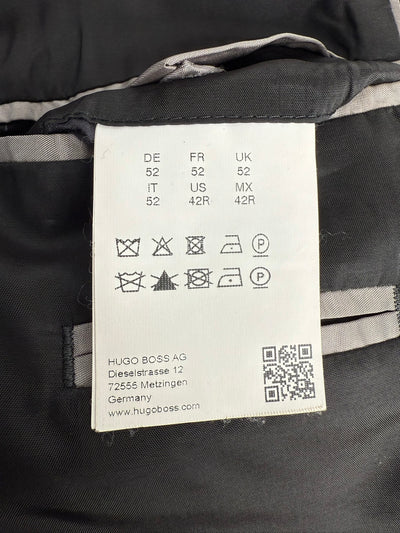 DE FR UK
52 52 52
IT US MX
52 42R 42R
P
P
HUGO BOSS AG
Dieselstrasse 12
72555 Metzingen
Germany
www.hugoboss.com